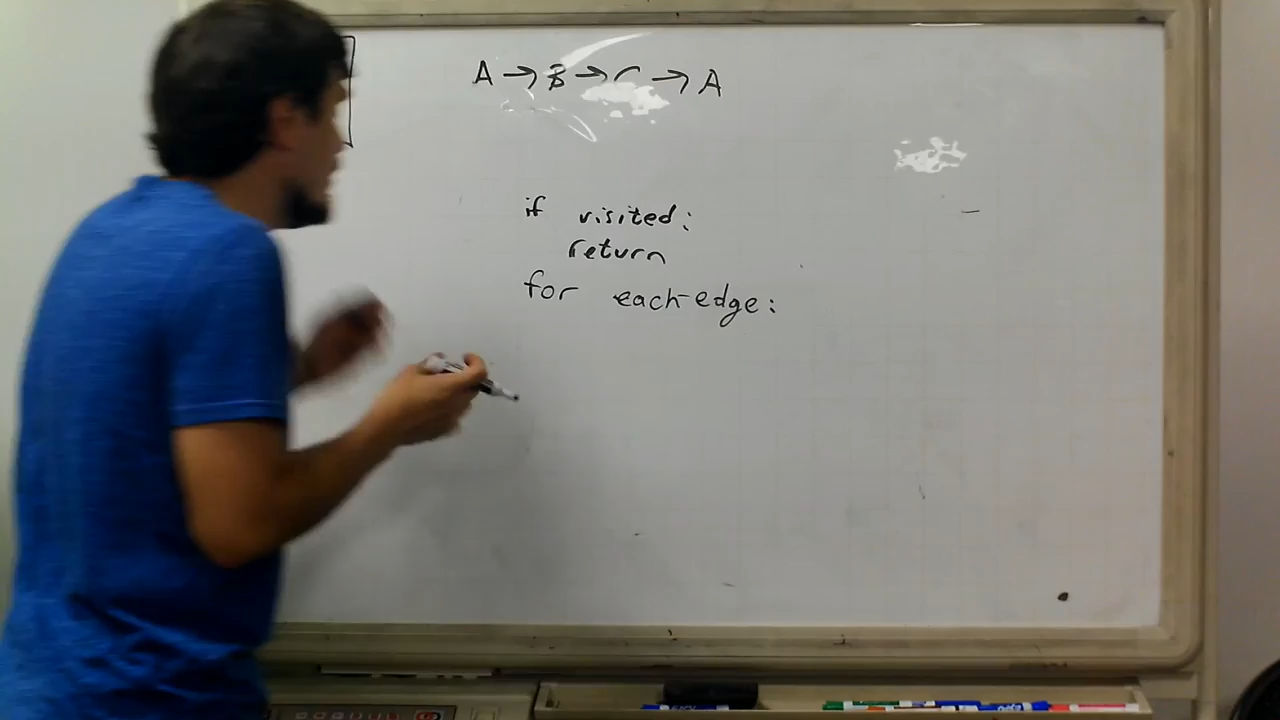 A → B → C → A
if visited:
return
for each edge: